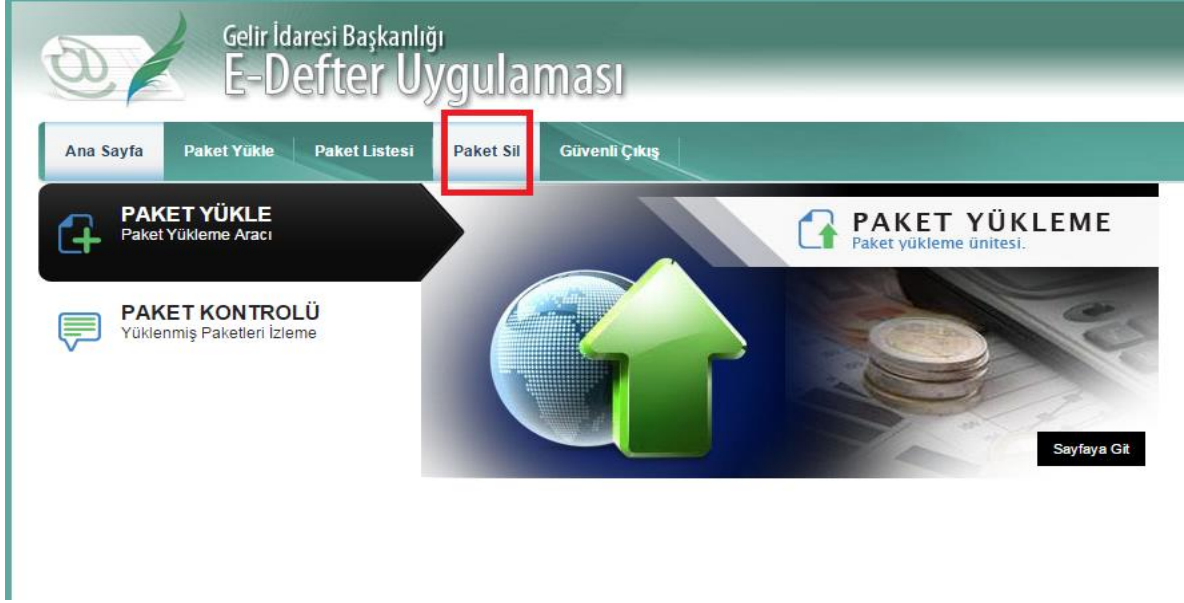 Gelir İdaresi Başkanlığı
E-Defter Uygulaması
Ana Sayfa Paket Yükle Paket Listesi Paket Sil Güvenli Çıkış
PAKET YÜKLE
Paket Yükleme Aracı
PAKET YÜKLEME
Paket yükleme ünitesi.
PAKET KONTROLÜ
Yüklenmiş Paketleri İzleme
Sayfaya Git